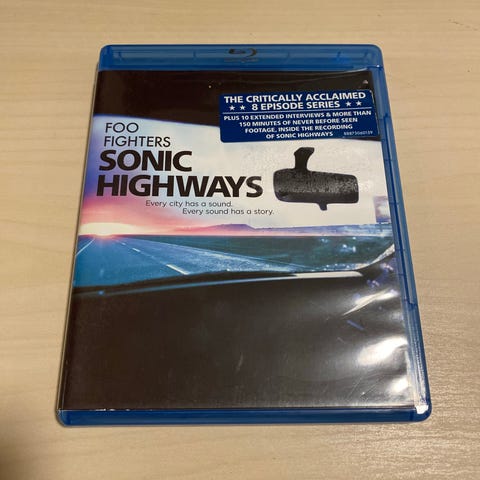 THE CRITICALLY ACCLAIMED
★ ★ 8 EPISODE SERIES ★ ★
PLUS 10 EXTENDED INTERVIEWS & MORE THAN
150 MINUTES OF NEVER BEFORE SEEN
FOOTAGE, INSIDE THE RECORDING
OF SONIC HIGHWAYS
88875060159
FOO
FIGHTERS
SONIC
HIGHWAYS
Every city has a sound.
Every sound has a story.